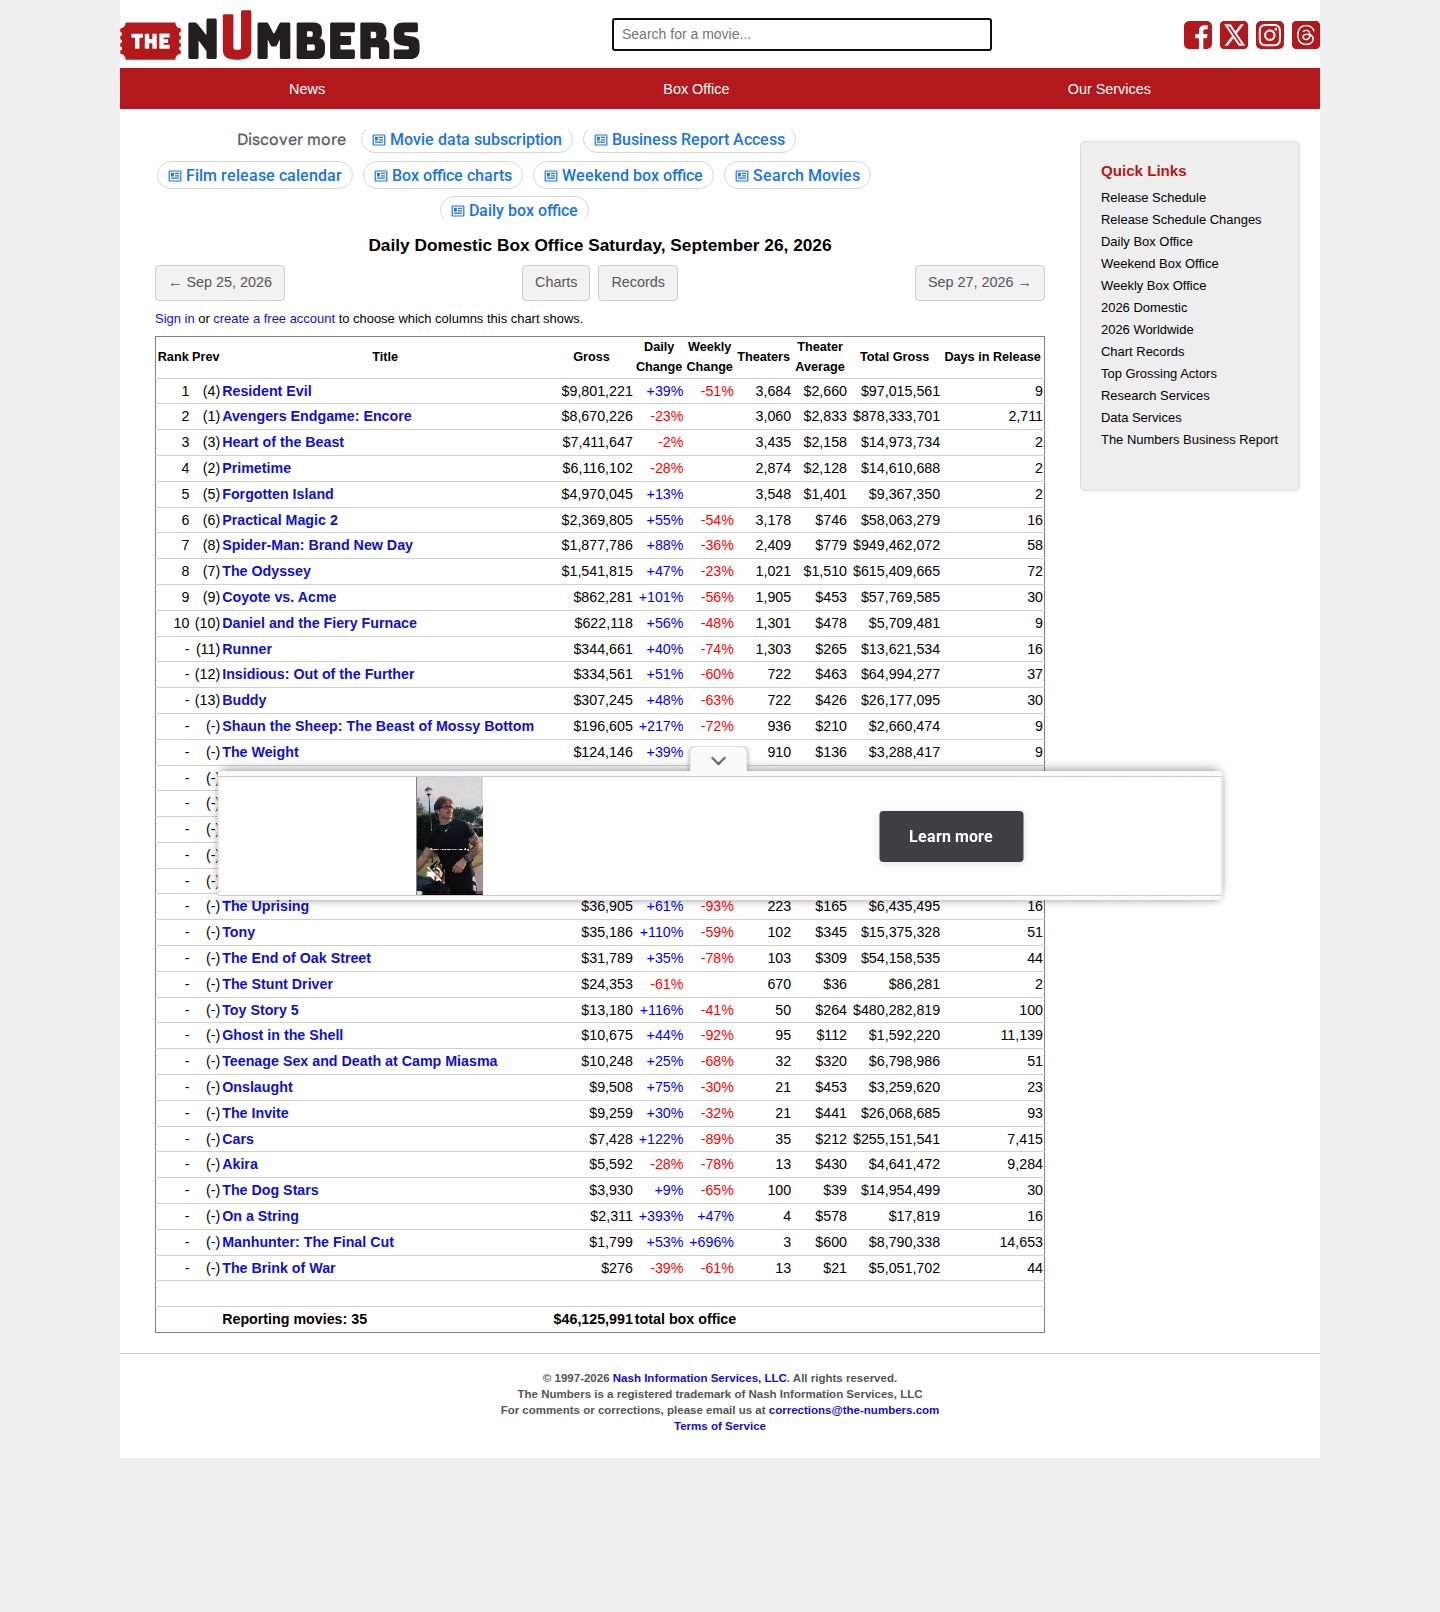 THE NUMBERS
Search for a movie...
News Box Office Our Services
Discover more Movie data subscription Business Report Access
Film release calendar Box office charts Weekend box office Search Movies
Daily box office
Daily Domestic Box Office Saturday, September 26, 2026
← Sep 25, 2026 Charts Records Sep 27, 2026 →
Sign in or create a free account to choose which columns this chart shows.
Rank Prev Title Gross Daily Change Weekly Change Theaters Theater Average Total Gross Days in Release
1 (4) Resident Evil $9,801,221 +39% -51% 3,684 $2,660 $97,015,561 9
2 (1) Avengers Endgame: Encore $8,670,226 -23% 3,060 $2,833 $878,333,701 2,711
3 (3) Heart of the Beast $7,411,647 -2% 3,435 $2,158 $14,973,734 2
4 (2) Primetime $6,116,102 -28% 2,874 $2,128 $14,610,688 2
5 (5) Forgotten Island $4,970,045 +13% 3,548 $1,401 $9,367,350 2
6 (6) Practical Magic 2 $2,369,805 +55% -54% 3,178 $746 $58,063,279 16
7 (8) Spider-Man: Brand New Day $1,877,786 +88% -36% 2,409 $779 $949,462,072 58
8 (7) The Odyssey $1,541,815 +47% -23% 1,021 $1,510 $615,409,665 72
9 (9) Coyote vs. Acme $862,281 +101% -56% 1,905 $453 $57,769,585 30
10 (10) Daniel and the Fiery Furnace $622,118 +56% -48% 1,301 $478 $5,709,481 9
- (11) Runner $344,661 +40% -74% 1,303 $265 $13,621,534 16
- (12) Insidious: Out of the Further $334,561 +51% -60% 722 $463 $64,994,277 37
- (13) Buddy $307,245 +48% -63% 722 $426 $26,177,095 30
- (-) Shaun the Sheep: The Beast of Mossy Bottom $196,605 +217% -72% 936 $210 $2,660,474 9
- (-) The Weight $124,146 +39% 910 $136 $3,288,417 9
- (-)
- (-)
- (-)
- (-)
- (-)
Learn more
- (-) The Uprising $36,905 +61% -93% 223 $165 $6,435,495 16
- (-) Tony $35,186 +110% -59% 102 $345 $15,375,328 51
- (-) The End of Oak Street $31,789 +35% -78% 103 $309 $54,158,535 44
- (-) The Stunt Driver $24,353 -61% 670 $36 $86,281 2
- (-) Toy Story 5 $13,180 +116% -41% 50 $264 $480,282,819 100
- (-) Ghost in the Shell $10,675 +44% -92% 95 $112 $1,592,220 11,139
- (-) Teenage Sex and Death at Camp Miasma $10,248 +25% -68% 32 $320 $6,798,986 51
- (-) Onslaught $9,508 +75% -30% 21 $453 $3,259,620 23
- (-) The Invite $9,259 +30% -32% 21 $441 $26,068,685 93
- (-) Cars $7,428 +122% -89% 35 $212 $255,151,541 7,415
- (-) Akira $5,592 -28% -78% 13 $430 $4,641,472 9,284
- (-) The Dog Stars $3,930 +9% -65% 100 $39 $14,954,499 30
- (-) On a String $2,311 +393% +47% 4 $578 $17,819 16
- (-) Manhunter: The Final Cut $1,799 +53% +696% 3 $600 $8,790,338 14,653
- (-) The Brink of War $276 -39% -61% 13 $21 $5,051,702 44
Reporting movies: 35 $46,125,991 total box office
Quick Links
Release Schedule
Release Schedule Changes
Daily Box Office
Weekend Box Office
Weekly Box Office
2026 Domestic
2026 Worldwide
Chart Records
Top Grossing Actors
Research Services
Data Services
The Numbers Business Report
© 1997-2026 Nash Information Services, LLC. All rights reserved.
The Numbers is a registered trademark of Nash Information Services, LLC
For comments or corrections, please email us at corrections@the-numbers.com
Terms of Service